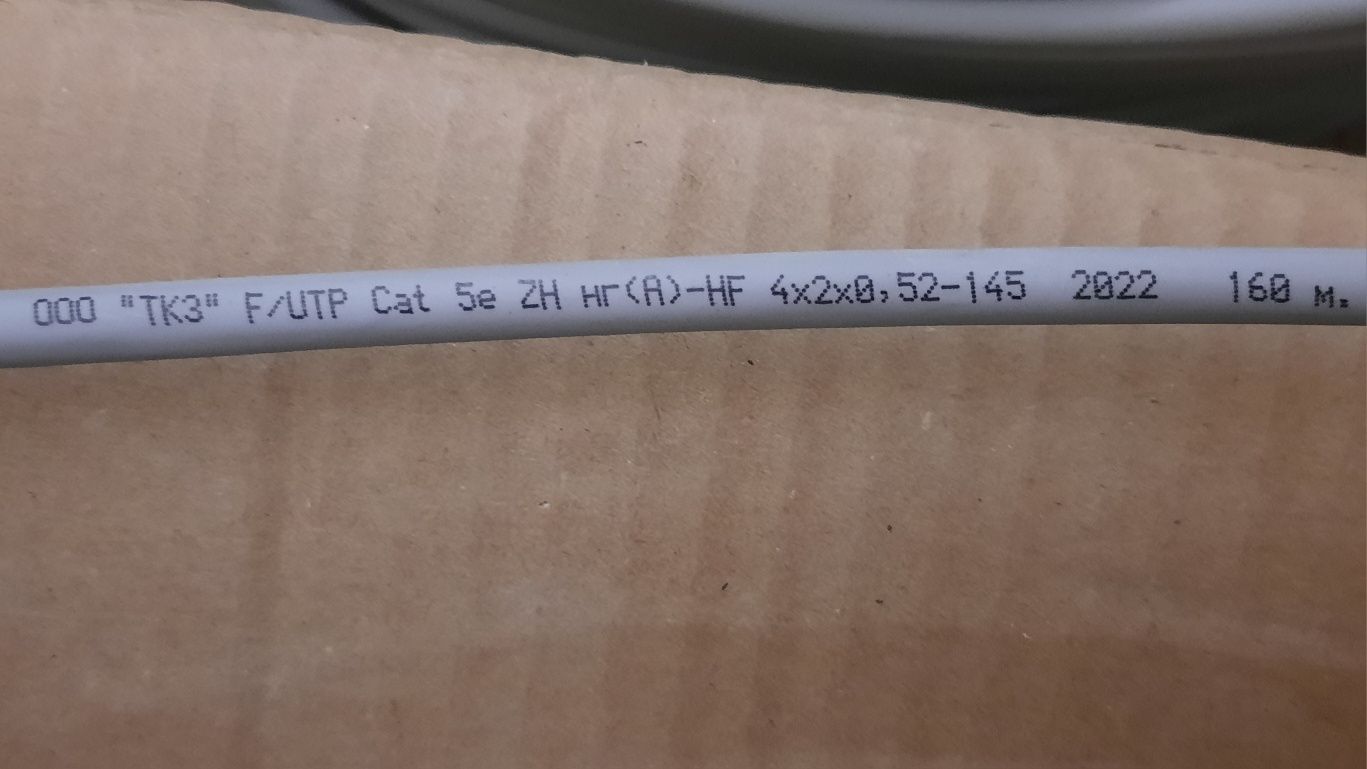 ООО "ТКЗ" F/UTP Cat 5e ZH нг(А)-HF 4x2x0,52-145 2022 160 м.